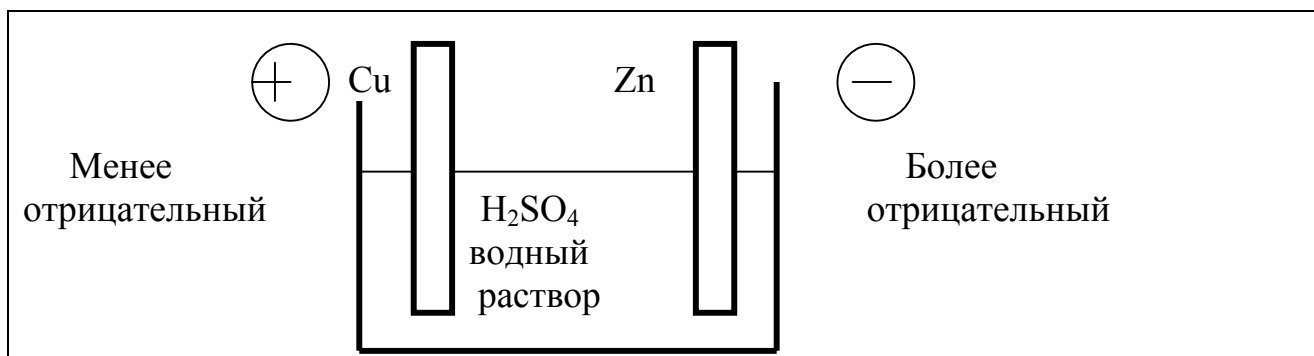 + Cu Zn −
Менее
отрицательный
H₂SO₄
водный
раствор
Более
отрицательный